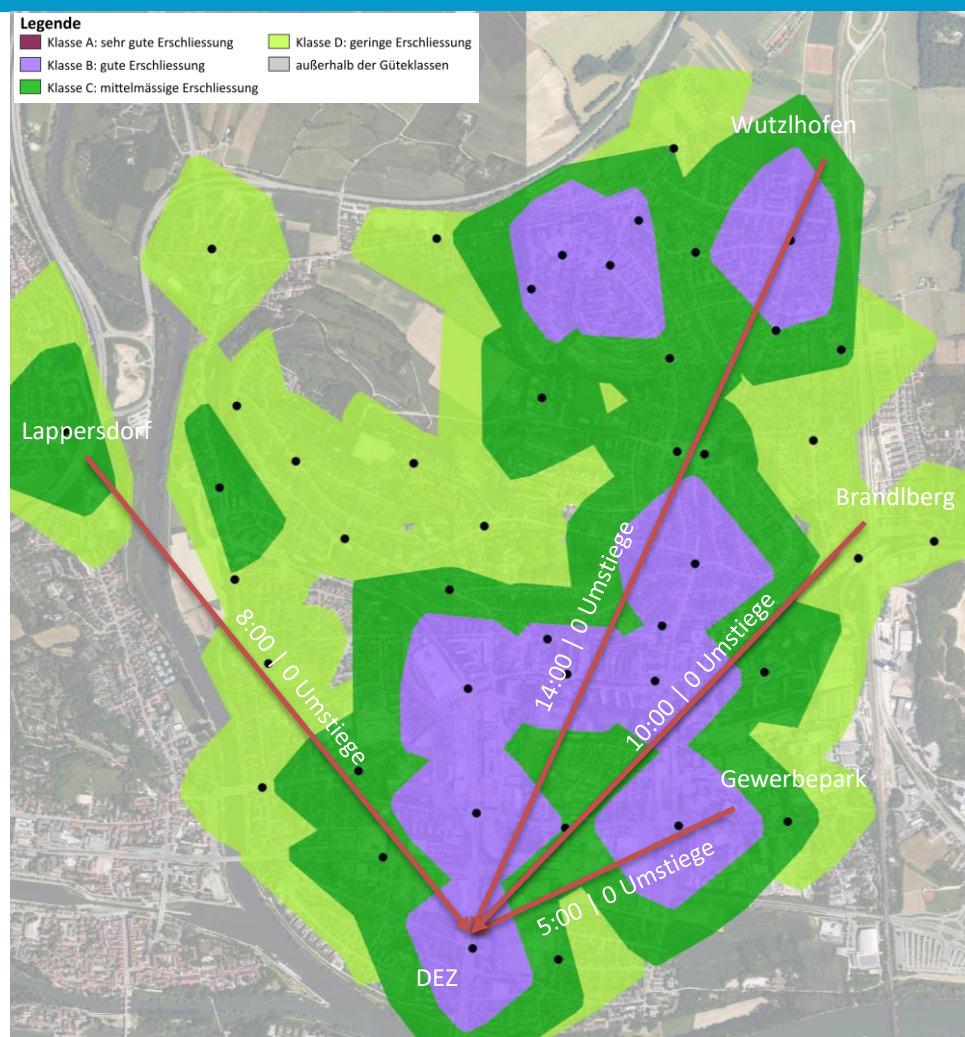 Legende
Klasse A: sehr gute Erschliessung
Klasse B: gute Erschliessung
Klasse C: mittelmässige Erschliessung
Klasse D: geringe Erschliessung
außerhalb der Güteklassen
Wutzlhofen
Lappersdorf
Brandlberg
14:00 | 0 Umstiege
8:00 | 0 Umstiege
10:00 | 0 Umstiege
Gewerbepark
5:00 | 0 Umstiege
DEZ